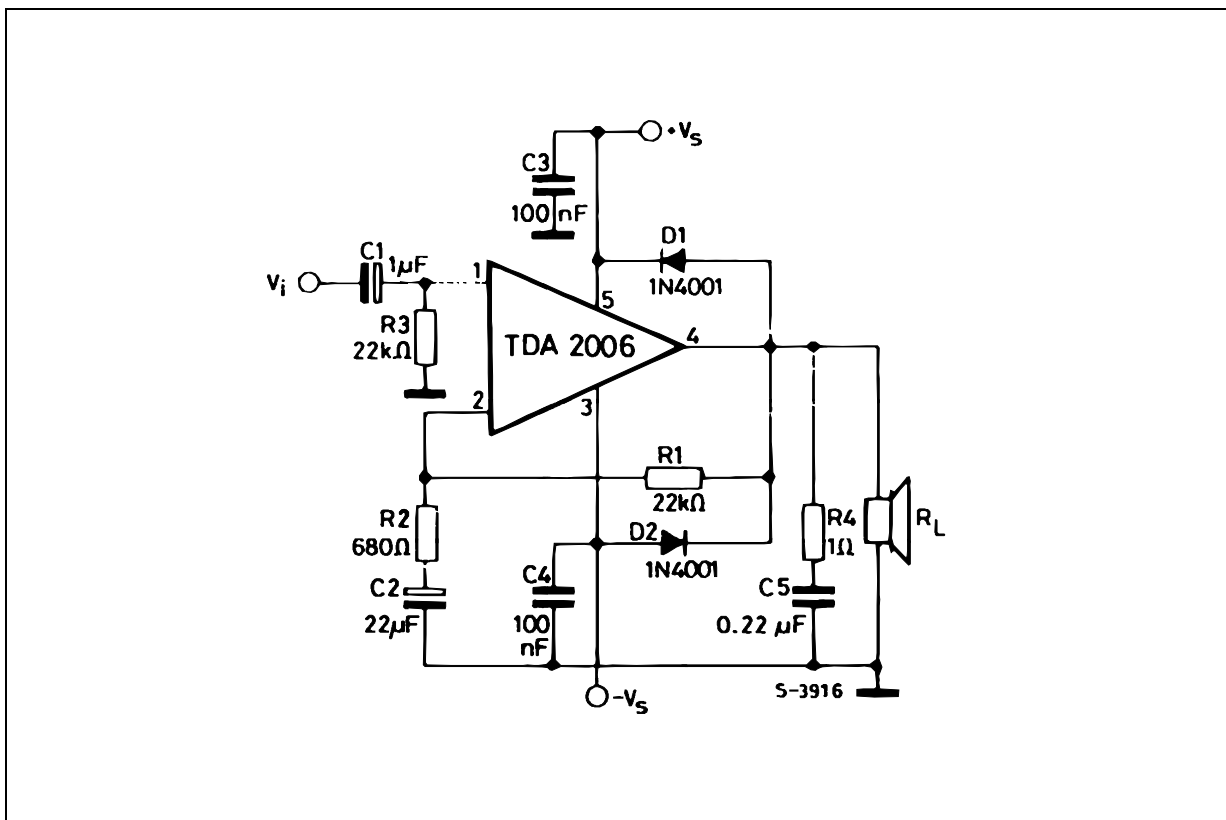 +Vs
C3
100 nF
D1
1N4001
C1
1µF
Vi
1
5
R3
22kΩ
TDA 2006
4
2
3
R1
22kΩ
R2
680Ω
D2
1N4001
R4
1Ω
RL
C2
22µF
C4
100
nF
C5
0.22 µF
S-3916
-Vs